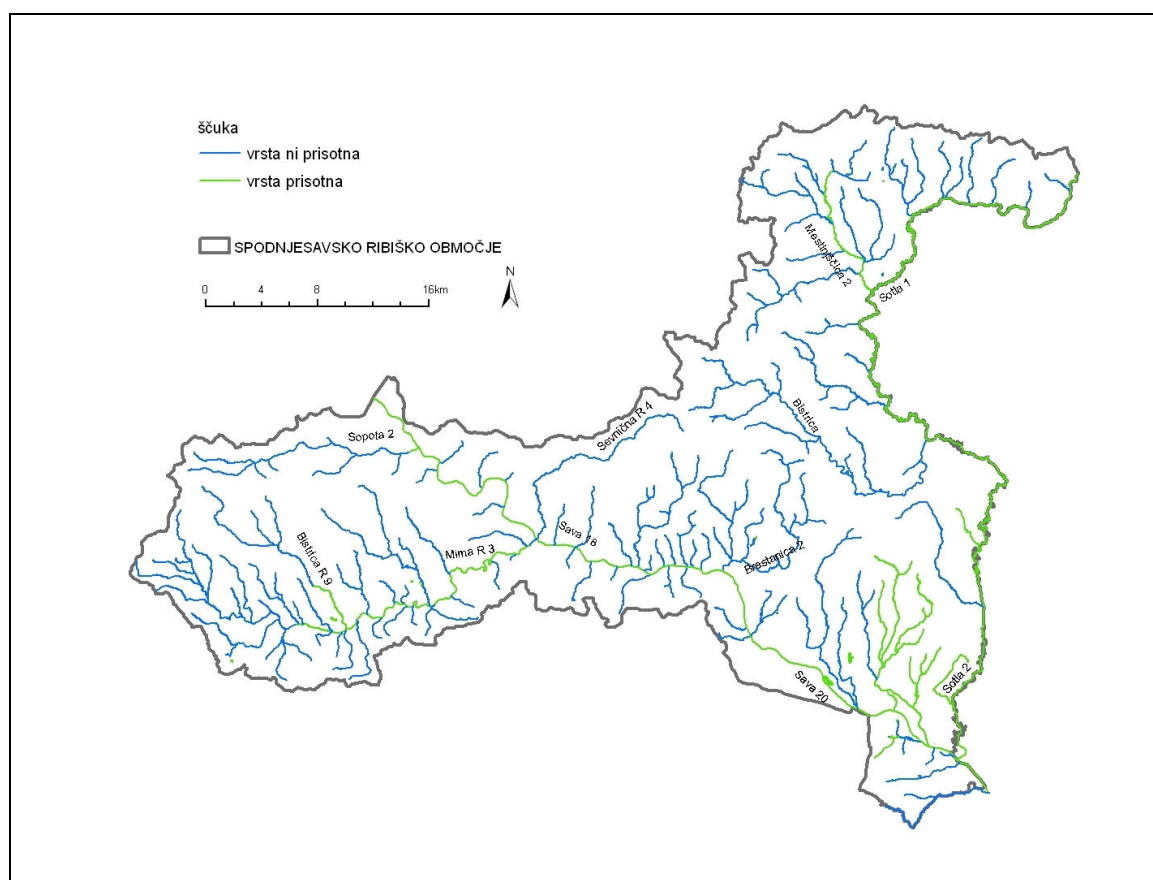 ščuka
vrsta ni prisotna
vrsta prisotna
SPODNJESAVSKO RIBIŠKO OBMOČJE
0 4 8 16km
N
Mestinjščica 2
Sotla 1
Sevnična R 4
Bistrica
Sopota 2
Sava 18
Mirna R 3
Bistrica R 9
Brestanica 2
Sotla 2
Sava 20